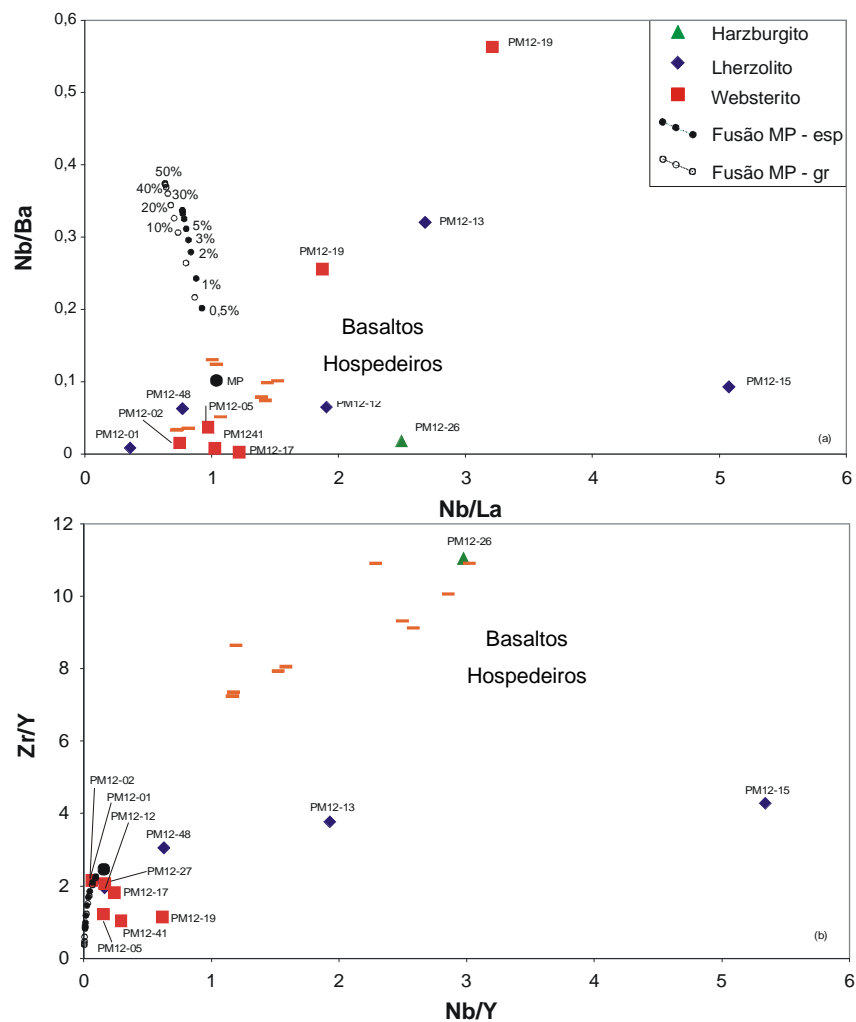 0,6
0,5
0,4
0,3
0,2
0,1
0
Nb/Ba
PM12-19
Harzburgito
Lherzolito
Websterito
Fusão MP - esp
Fusão MP - gr
50%
40%
30%
20%
10%
5%
3%
2%
1%
0,5%
PM12-13
PM12-19
Basaltos
Hospedeiros
MP
PM12-48
PM12-02
PM12-01
PM12-05
PM1241
PM12-17
PM12-12
PM12-26
PM12-15
(a)
0 1 2 3 4 5 6
Nb/La
12
10
8
6
4
2
0
Zr/Y
PM12-26
Basaltos
Hospedeiros
PM12-02
PM12-01
PM12-12
PM12-48
PM12-27
PM12-17
PM12-19
PM12-41
PM12-05
PM12-13
PM12-15
(b)
0 1 2 3 4 5 6
Nb/Y